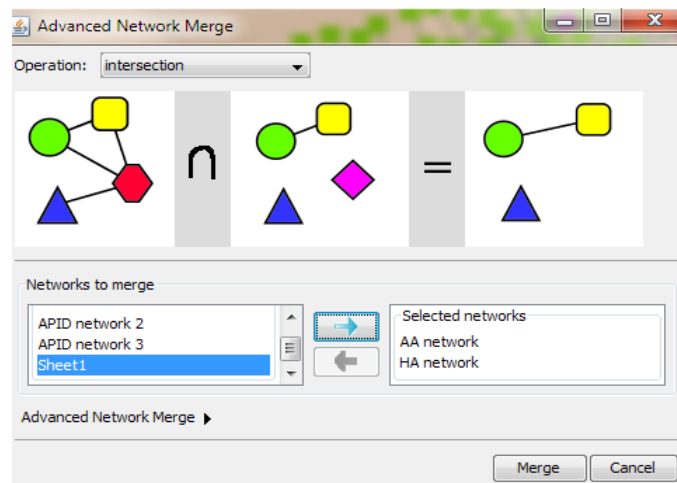 Advanced Network Merge
Operation: intersection
∩ =
Networks to merge
APID network 2
APID network 3
Sheet1
Selected networks
AA network
HA network
Advanced Network Merge
Merge Cancel